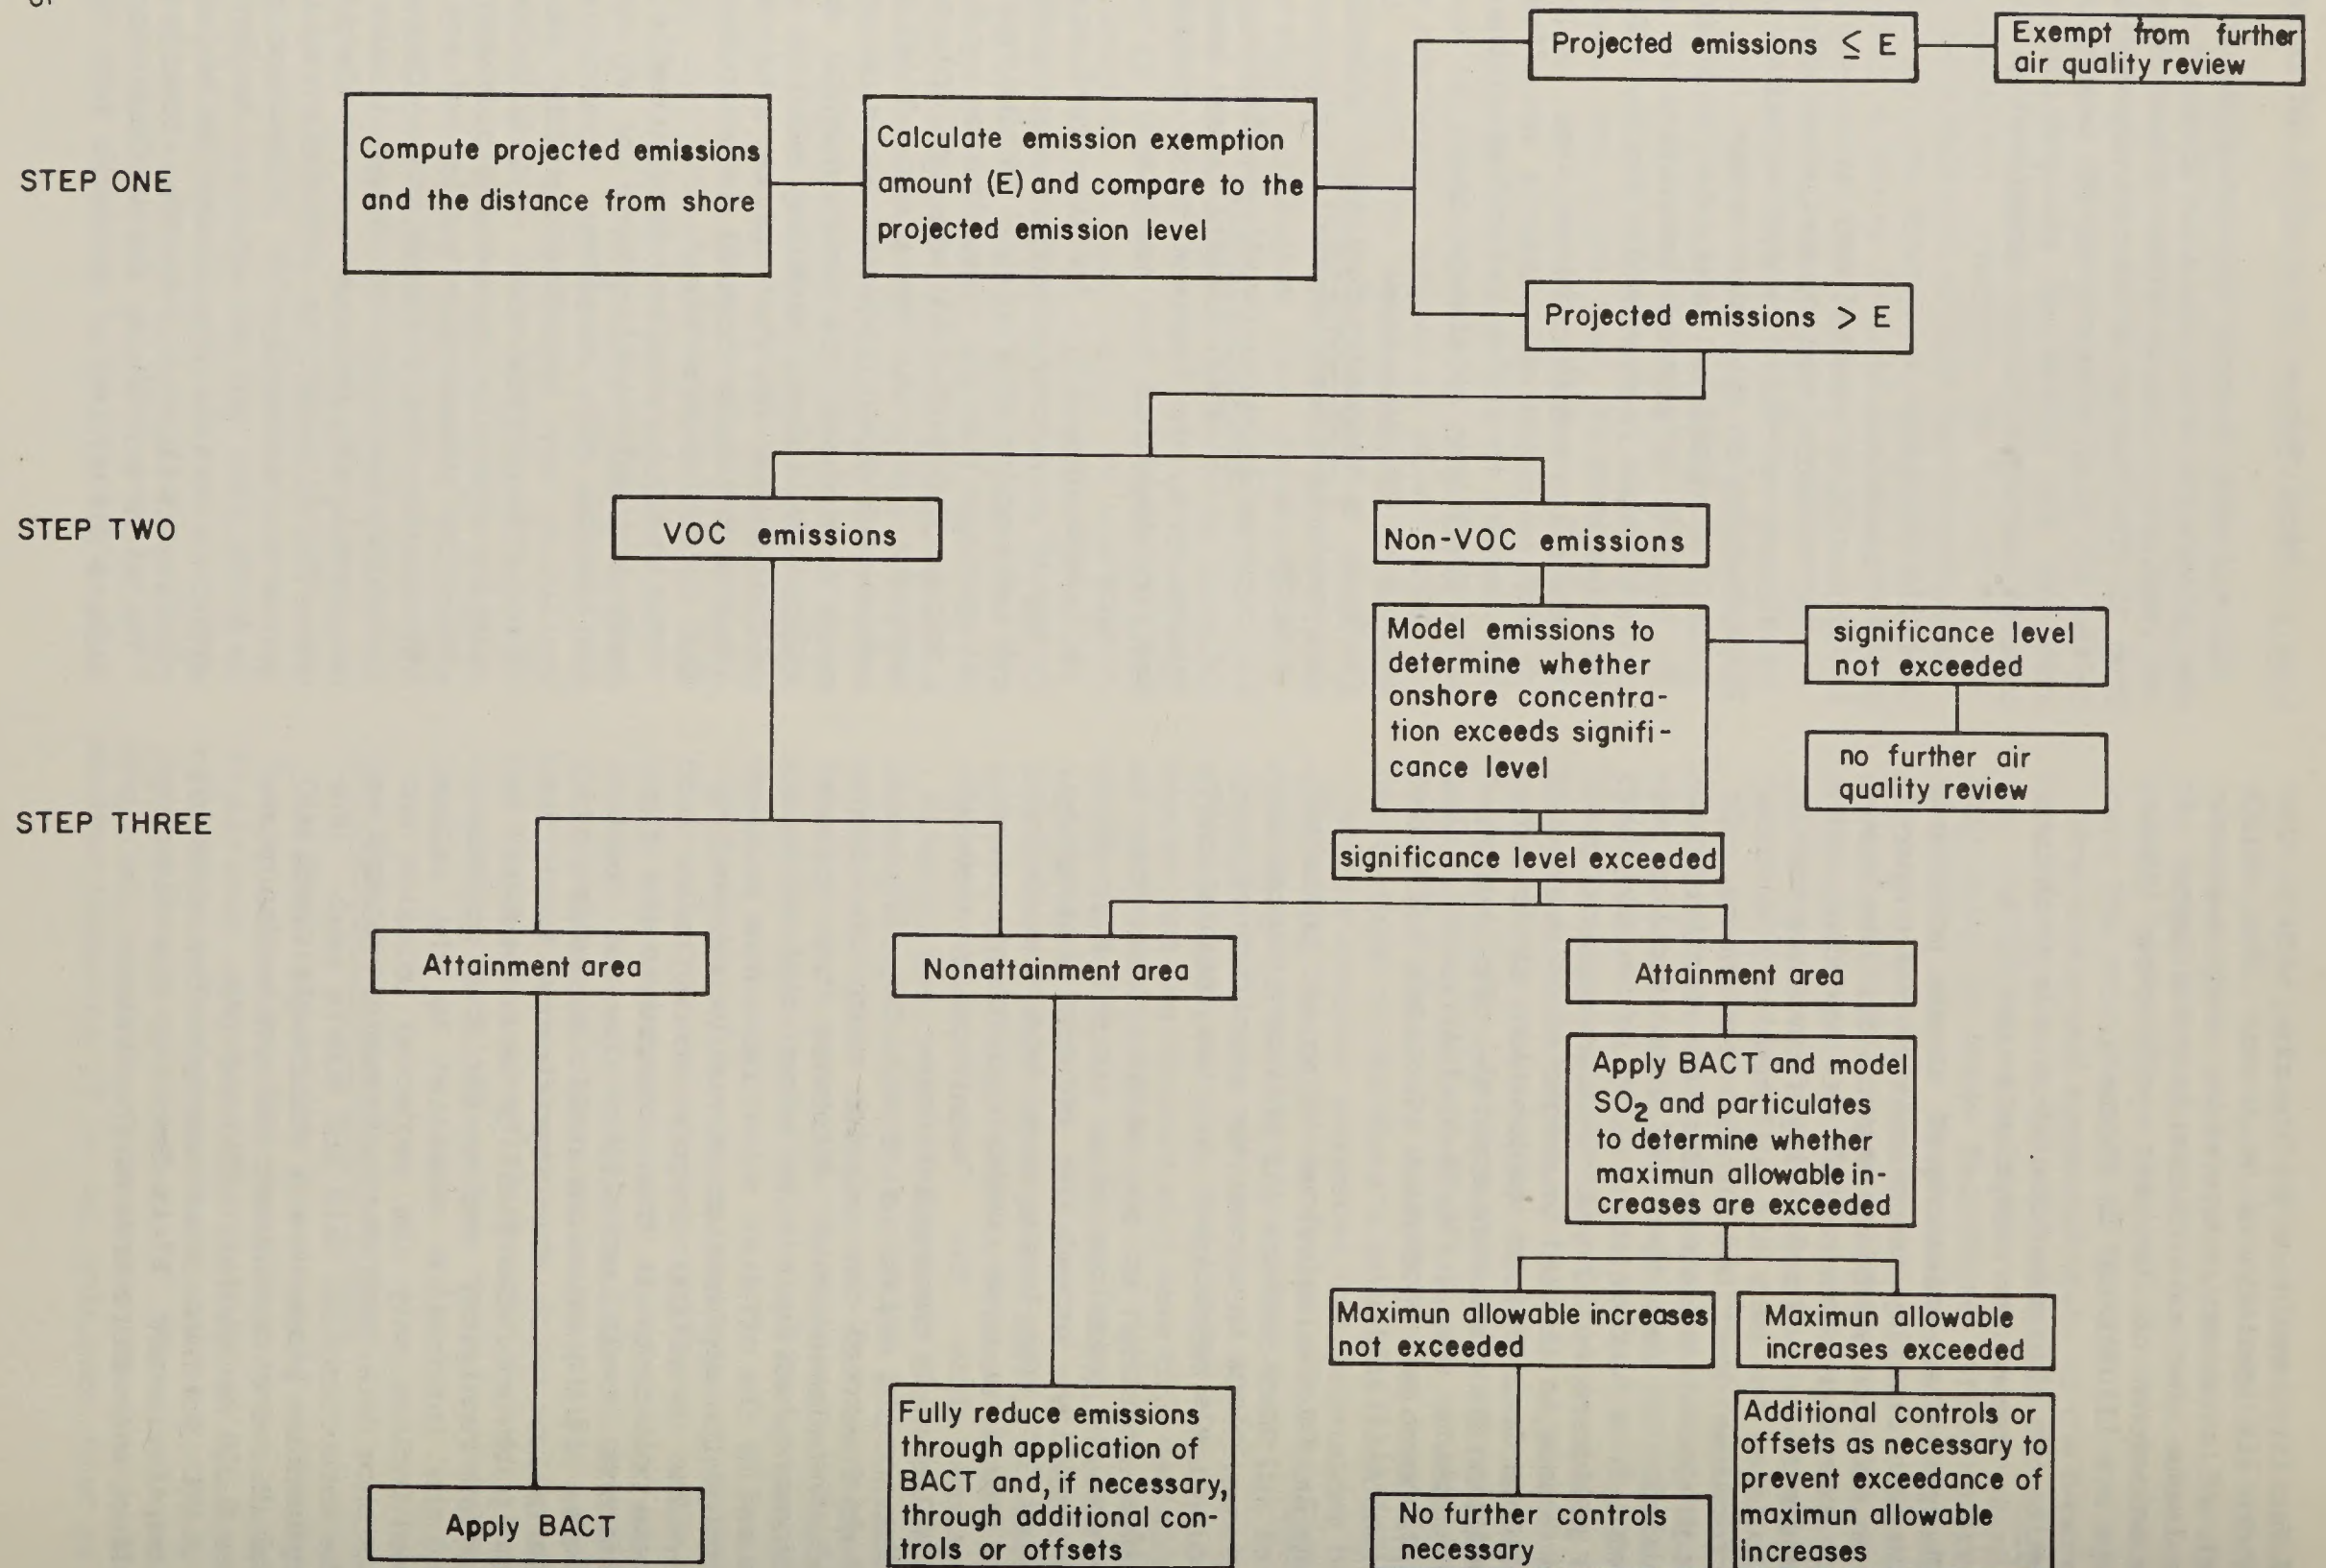 STEP ONE
Compute projected emissions
and the distance from shore
Calculate emission exemption
amount (E) and compare to the
projected emission level
Projected emissions ≤ E
Exempt from further
air quality review
Projected emissions > E
STEP TWO
VOC emissions
Non-VOC emissions
Model emissions to
determine whether
onshore concentra-
tion exceeds signifi-
cance level
significance level
not exceeded
no further air
quality review
STEP THREE
significance level exceeded
Attainment area
Nonattainment area
Attainment area
Apply BACT and model
SO2 and particulates
to determine whether
maximun allowable in-
creases are exceeded
Maximun allowable increases
not exceeded
Maximun allowable
increases exceeded
Apply BACT
Fully reduce emissions
through application of
BACT and, if necessary,
through additional con-
trols or offsets
No further controls
necessary
Additional controls or
offsets as necessary to
prevent exceedance of
maximun allowable
increases